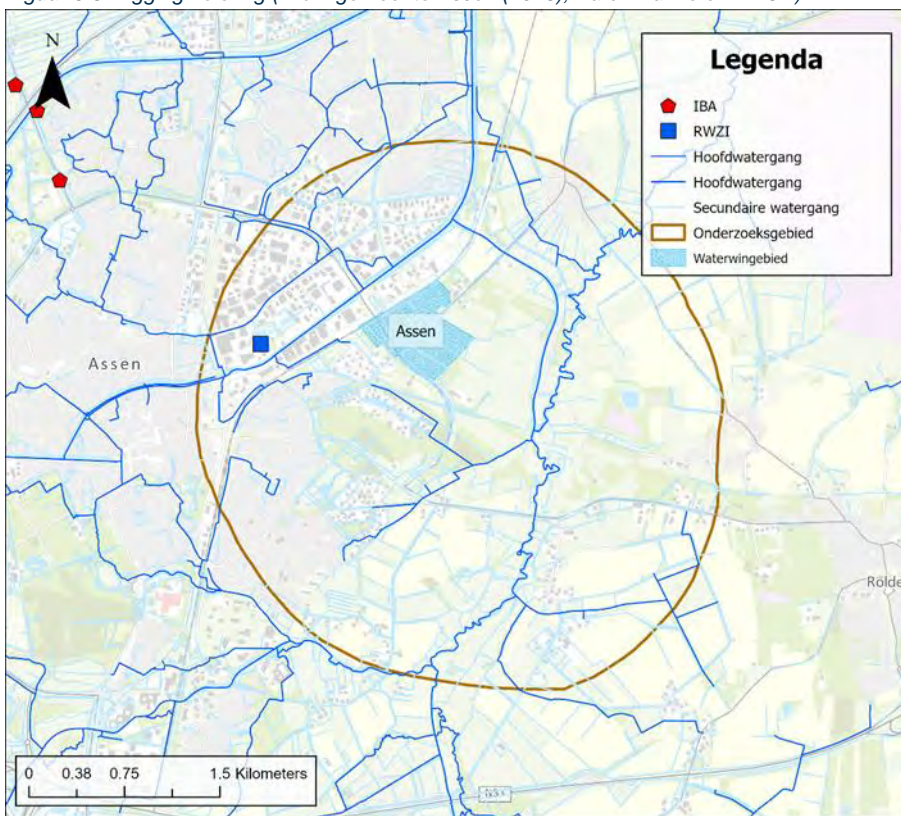 N
Legenda
IBA
RWZI
Hoofdwatergang
Hoofdwatergang
Secundaire watergang
Onderzoeksgebied
Waterwingebied
Assen
Assen
Rolde
0 0.38 0.75 1.5 Kilometers